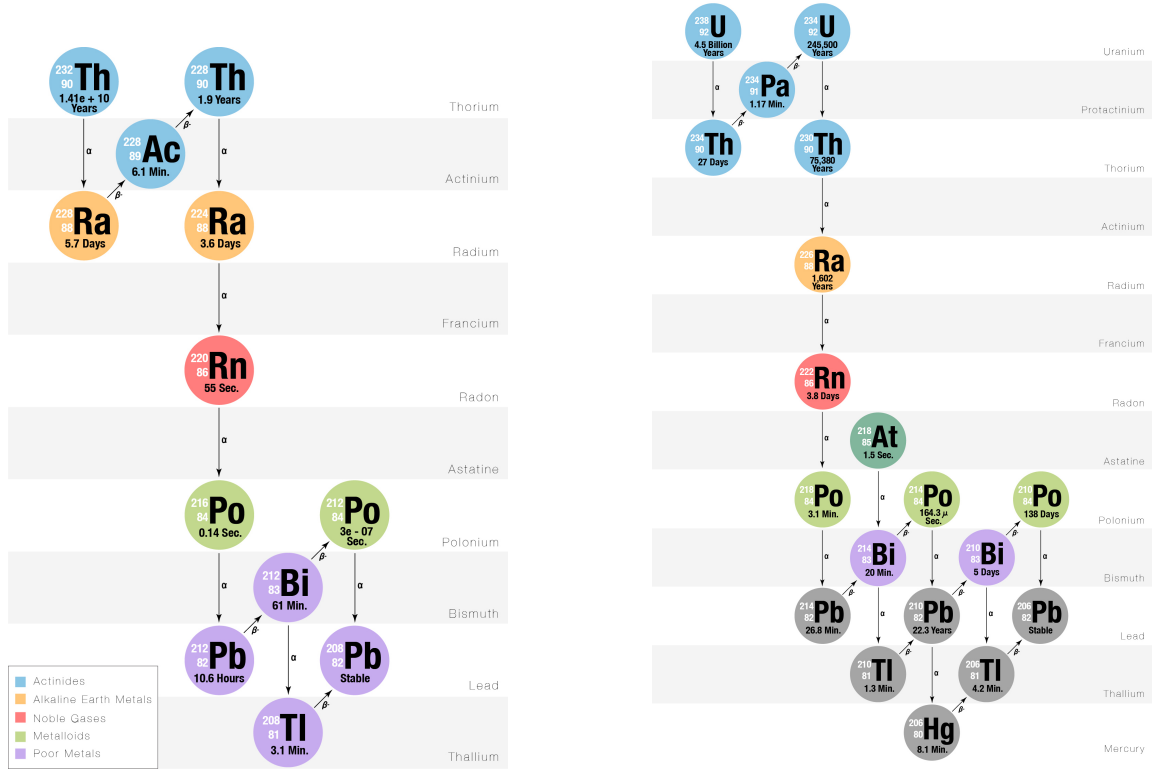 232
90
Th
1.41e + 10
Years
228
90
Th
1.9 Years
Thorium
α
β-
228
89
Ac
6.1 Min.
β-
α
Actinium
228
88
Ra
5.7 Days
224
88
Ra
3.6 Days
Radium
α
Francium
220
86
Rn
55 Sec.
Radon
α
Astatine
216
84
Po
0.14 Sec.
212
84
Po
3e - 07
Sec.
Polonium
α
β-
212
83
Bi
61 Min.
β-
α
Bismuth
212
82
Pb
10.6 Hours
α
208
82
Pb
Stable
Lead
β-
208
81
Tl
3.1 Min.
Thallium
Actinides
Alkaline Earth Metals
Noble Gases
Metalloids
Poor Metals
238
92
U
4.5 Billion
Years
234
92
U
245,500
Years
Uranium
α
β-
234
91
Pa
1.17 Min.
β-
α
Protactinium
234
90
Th
27 Days
230
90
Th
75,380
Years
Thorium
α
Actinium
226
88
Ra
1,602
Years
Radium
α
Francium
222
86
Rn
3.8 Days
Radon
α
218
85
At
1.5 Sec.
Astatine
218
84
Po
3.1 Min.
α
214
84
Po
164.3 µ
Sec.
210
84
Po
138 Days
Polonium
α
β-
214
83
Bi
20 Min.
β-
α
β-
210
83
Bi
5 Days
β-
α
Bismuth
214
82
Pb
26.8 Min.
α
210
82
Pb
22.3 Years
α
206
82
Pb
Stable
Lead
β-
β-
210
81
Tl
1.3 Min.
α
206
81
Tl
4.2 Min.
Thallium
β-
206
80
Hg
8.1 Min.
Mercury